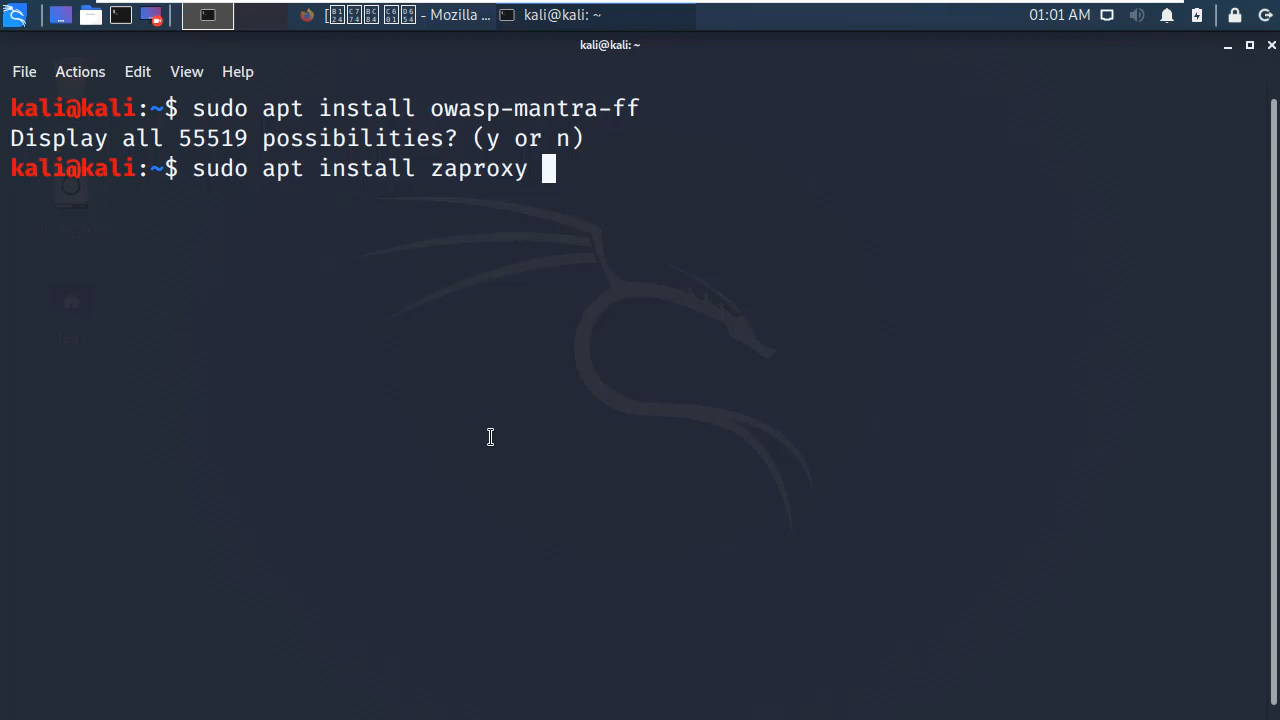 - Mozilla ...
kali@kali: ~
01:01 AM
kali@kali: ~
File Actions Edit View Help
kali@kali:~$ sudo apt install owasp-mantra-ff
Display all 55519 possibilities? (y or n)
kali@kali:~$ sudo apt install zaproxy